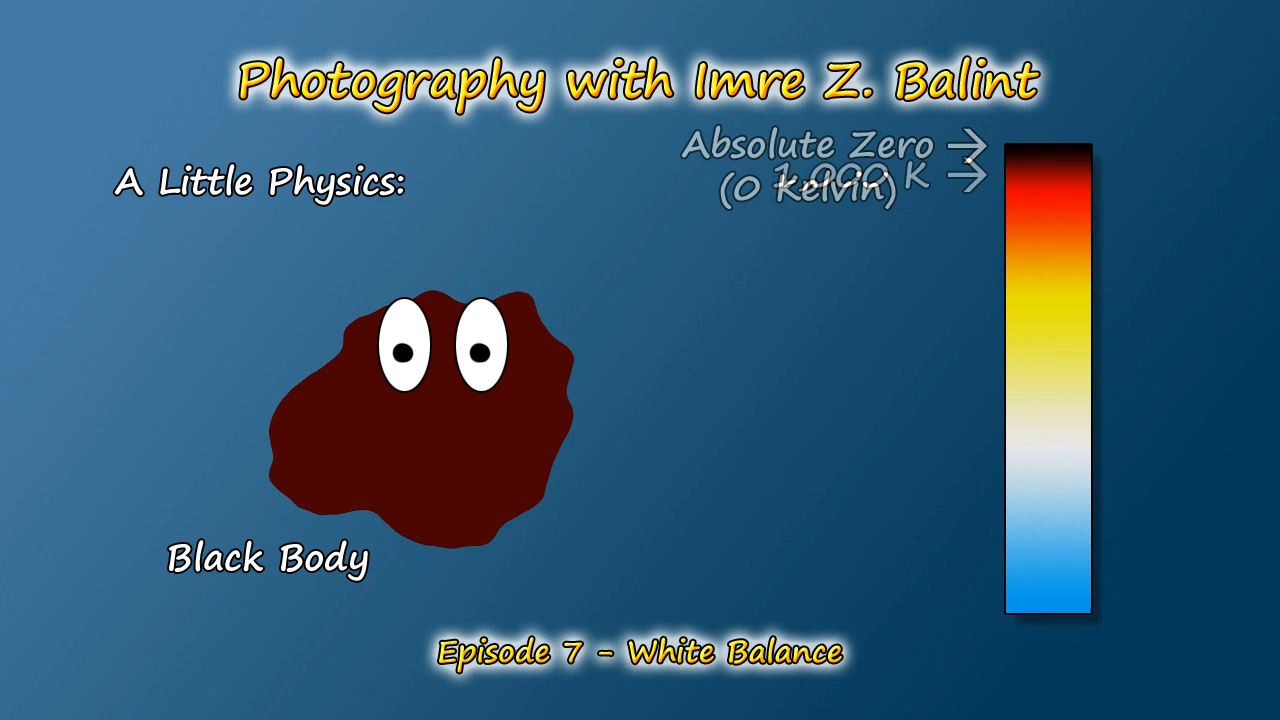 Photography with Imre Z. Balint
A Little Physics:
Absolute Zero →
1,000 K →
(0 Kelvin)
Black Body
Episode 7 - White Balance